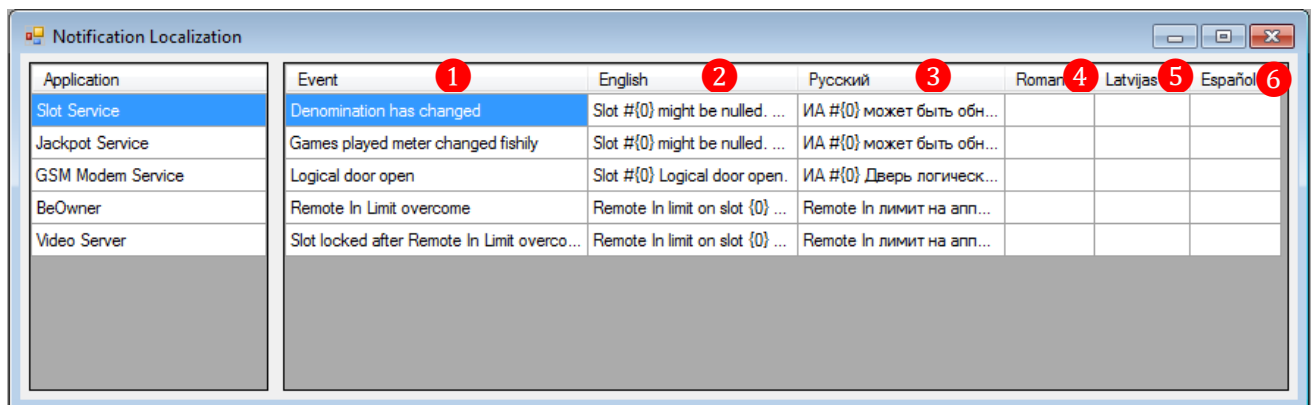 Notification Localization
Application
Slot Service
Jackpot Service
GSM Modem Service
BeOwner
Video Server
Event 1 English 2 Русский 3 Roman 4 Latvijas 5 Español 6
Denomination has changed Slot #{0} might be nulled. ... ИА #{0} может быть обн...
Games played meter changed fishily Slot #{0} might be nulled. ... ИА #{0} может быть обн...
Logical door open Slot #{0} Logical door open. ИА #{0} Дверь логическ...
Remote In Limit overcome Remote In limit on slot {0} ... Remote In лимит на апп...
Slot locked after Remote In Limit overco... Remote In limit on slot {0} ... Remote In лимит на апп...